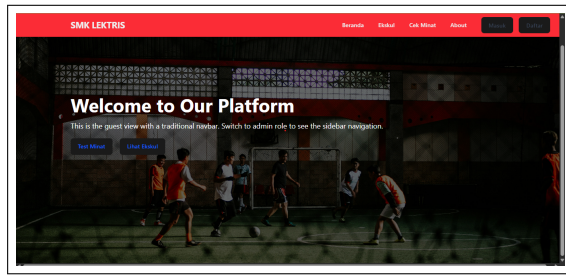 SMK LEKTRIS
Beranda Ekskul Cek Minat About Masuk Daftar
Welcome to Our Platform
This is the guest view with a traditional navbar. Switch to admin role to see the sidebar navigation.
Test Minat Lihat Ekskul